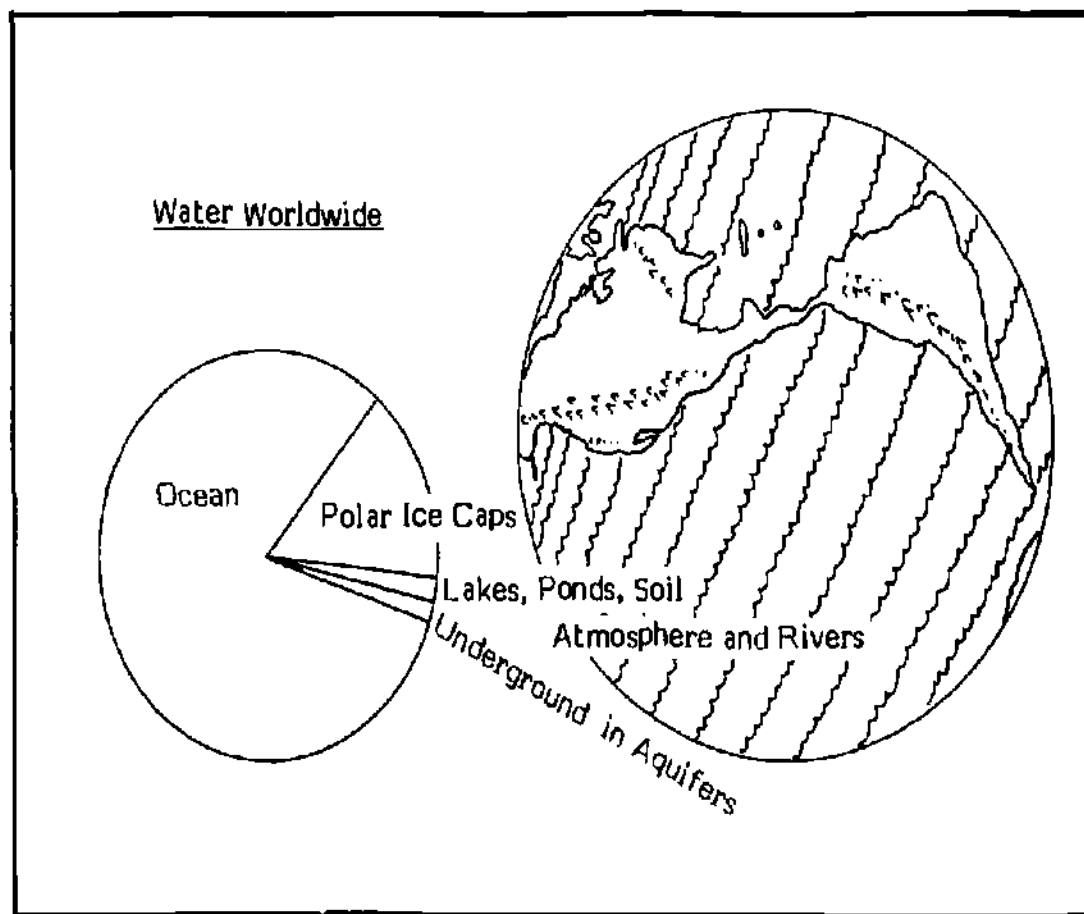 Water Worldwide
Ocean
Polar Ice Caps
Lakes, Ponds, Soil
Atmosphere and Rivers
Underground in Aquifers